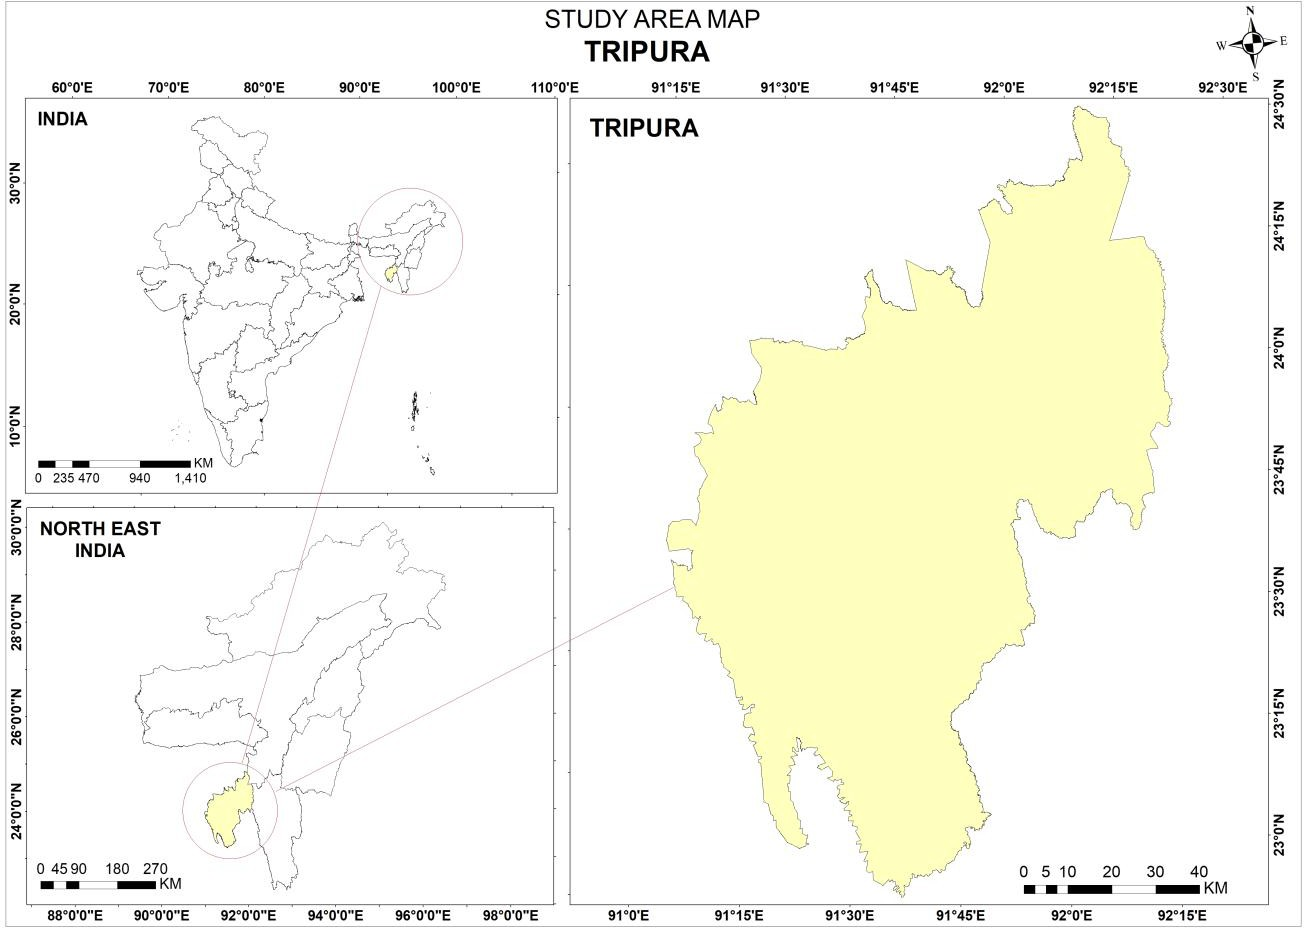 STUDY AREA MAP
TRIPURA
N
W E
S
60°0'E 70°0'E 80°0'E 90°0'E 100°0'E 110°0'E
INDIA
30°0'N
20°0'N
10°0'N
KM
0 235 470 940 1,410
NORTH EAST
INDIA
30°0'0"N
28°0'0"N
26°0'0"N
24°0'0"N
0 45 90 180 270
KM
88°0'0"E 90°0'0"E 92°0'0"E 94°0'0"E 96°0'0"E 98°0'0"E
91°15'E 91°30'E 91°45'E 92°0'E 92°15'E 92°30'E
TRIPURA
24°30'N
24°15'N
24°0'N
23°45'N
23°30'N
23°15'N
23°0'N
0 5 10 20 30 40
KM
91°0'E 91°15'E 91°30'E 91°45'E 92°0'E 92°15'E